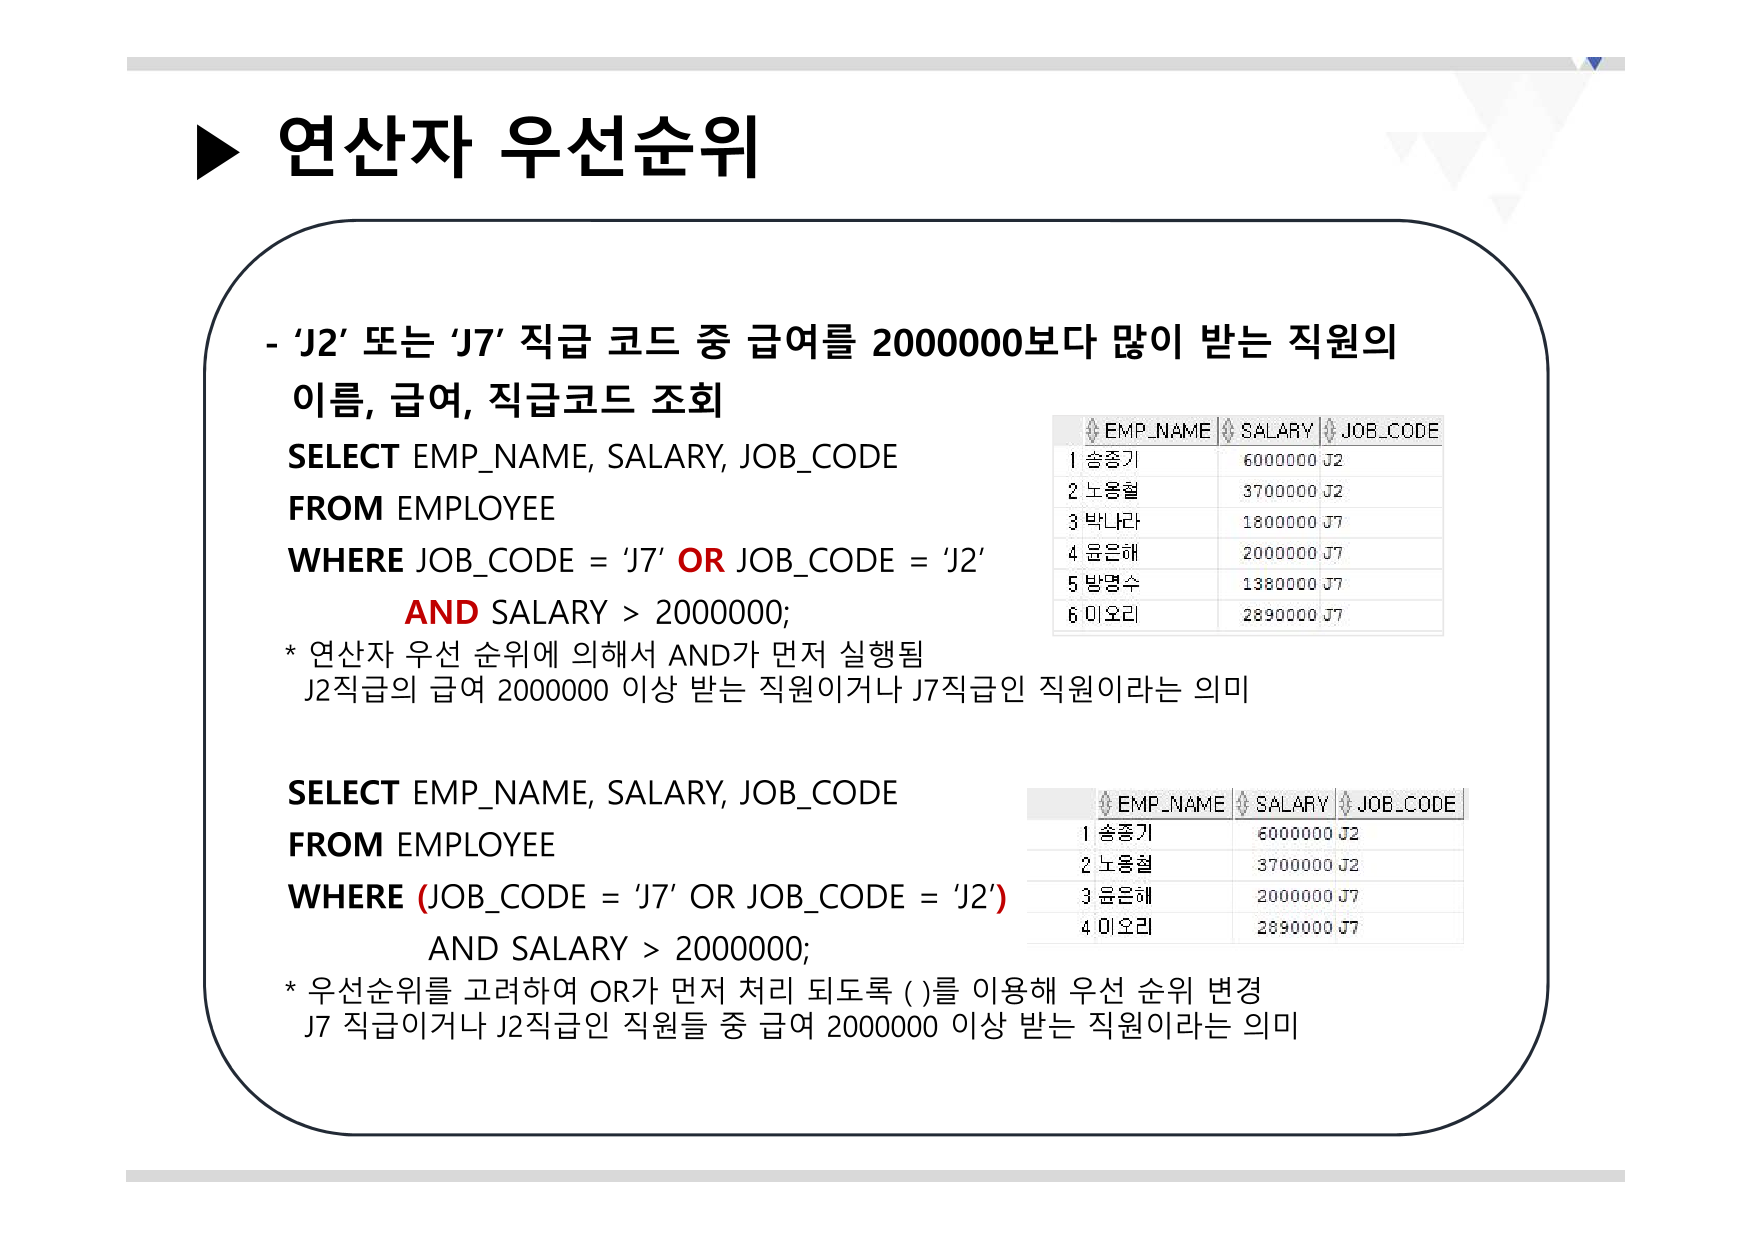 ▶ 연산자 우선순위
- ‘J2’ 또는 ‘J7’ 직급 코드 중 급여를 2000000보다 많이 받는 직원의
이름, 급여, 직급코드 조회
SELECT EMP_NAME, SALARY, JOB_CODE
FROM EMPLOYEE
WHERE JOB_CODE = ‘J7’ OR JOB_CODE = ‘J2’
AND SALARY > 2000000;
EMP_NAME SALARY JOB_CODE
1 송종기 6000000 J2
2 노옹철 3700000 J2
3 박나라 1800000 J7
4 윤은해 2000000 J7
5 방명수 1380000 J7
6 이오리 2890000 J7
* 연산자 우선 순위에 의해서 AND가 먼저 실행됨
J2직급의 급여 2000000 이상 받는 직원이거나 J7직급인 직원이라는 의미
SELECT EMP_NAME, SALARY, JOB_CODE
FROM EMPLOYEE
WHERE (JOB_CODE = ‘J7’ OR JOB_CODE = ‘J2’)
AND SALARY > 2000000;
EMP_NAME SALARY JOB_CODE
1 송종기 6000000 J2
2 노옹철 3700000 J2
3 윤은해 2000000 J7
4 이오리 2890000 J7
* 우선순위를 고려하여 OR가 먼저 처리 되도록 ( )를 이용해 우선 순위 변경
J7 직급이거나 J2직급인 직원들 중 급여 2000000 이상 받는 직원이라는 의미